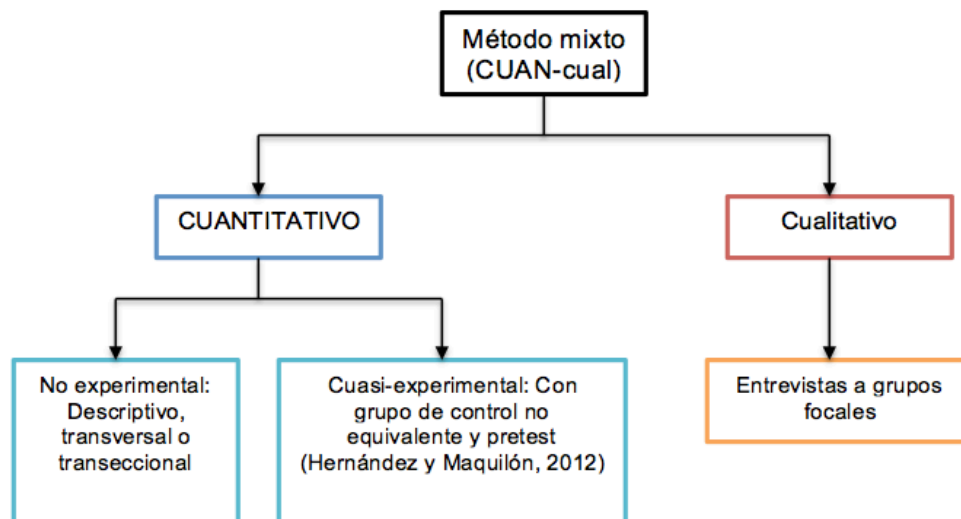 Método mixto
(CUAN-cual)
CUANTITATIVO
Cualitativo
No experimental:
Descriptivo,
transversal o
transeccional
Cuasi-experimental: Con
grupo de control no
equivalente y pretest
(Hernández y Maquilón, 2012)
Entrevistas a grupos
focales